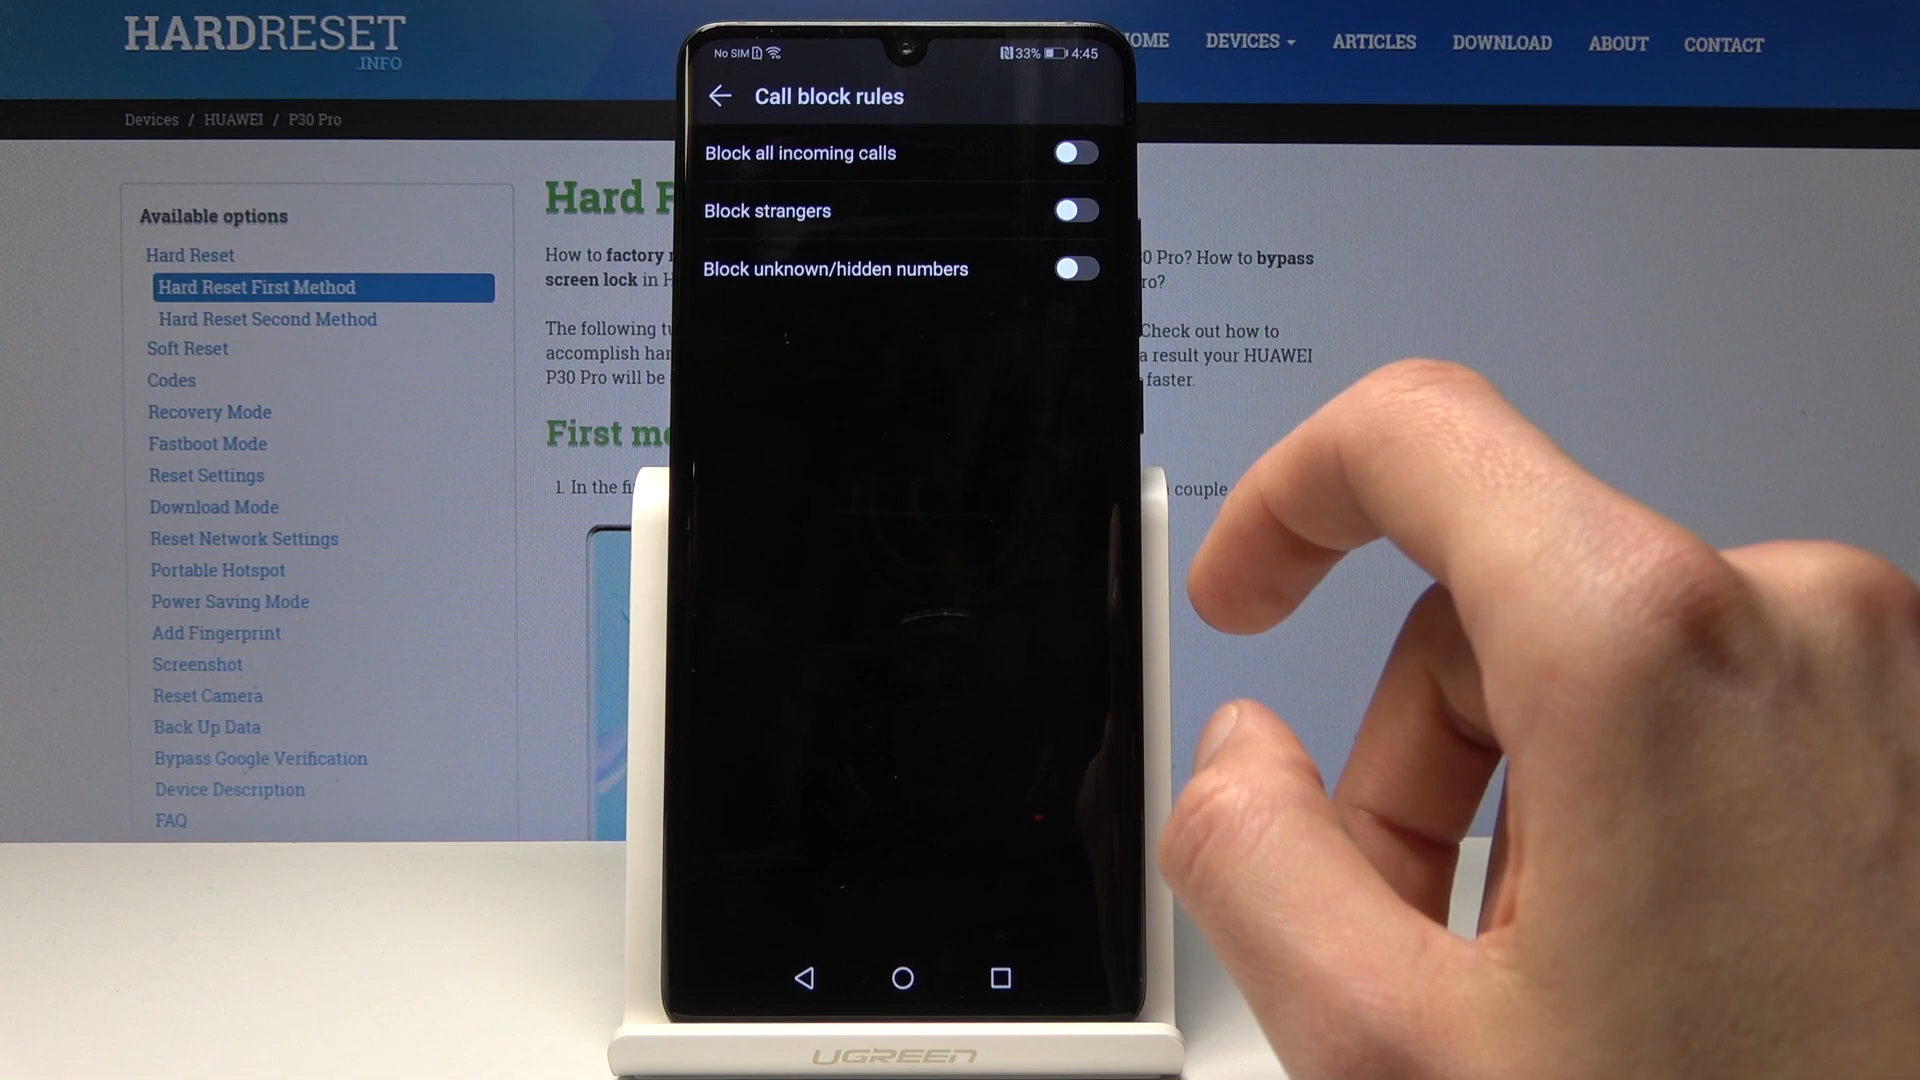 HARDRESET
.INFO
HOME
DEVICES
ARTICLES
DOWNLOAD
ABOUT
CONTACT
Devices / HUAWEI / P30 Pro
Available options
Hard Reset
Hard Reset First Method
Hard Reset Second Method
Soft Reset
Codes
Recovery Mode
Fastboot Mode
Reset Settings
Download Mode
Reset Network Settings
Portable Hotspot
Power Saving Mode
Add Fingerprint
Screenshot
Reset Camera
Back Up Data
Bypass Google Verification
Device Description
FAQ
Hard
How to factory
Pro? How to bypass
screen lock in
The following
Check out how to
accomplish
a result your HUAWEI
P30 Pro will be
faster.
First
1. In the
couple
No SIM
33%
4:45
Call block rules
Block all incoming calls
Block strangers
Block unknown/hidden numbers
UGREEN